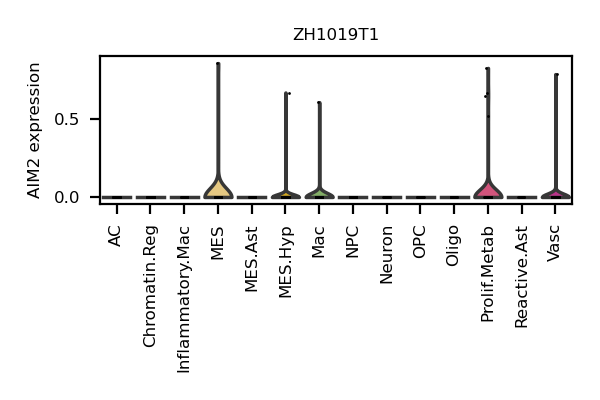 ZH1019T1
AIM2 expression
0.5
0.0
AC
Chromatin.Reg
Inflammatory.Mac
MES
MES.Ast
MES.Hyp
Mac
NPC
Neuron
OPC
Oligo
Prolif.Metab
Reactive.Ast
Vasc